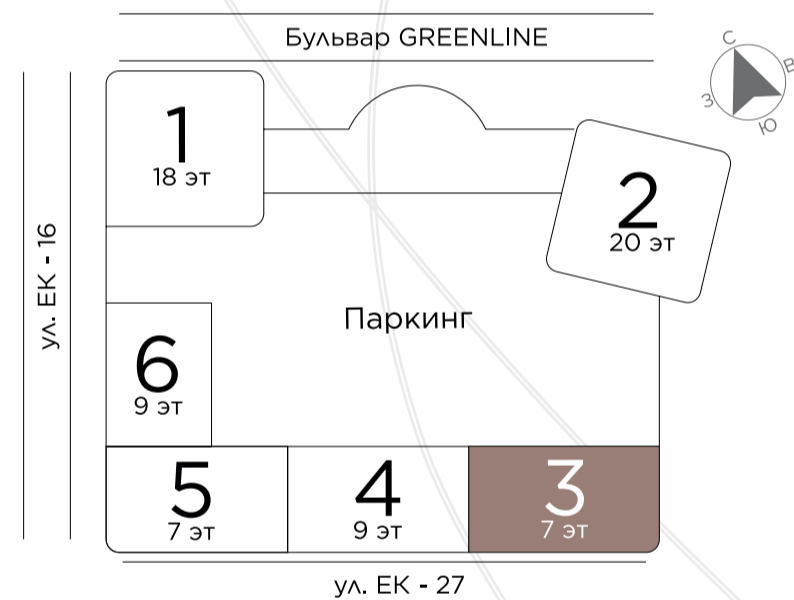 Бульвар GREENLINE
С
В
З
Ю
1
18 эт
2
20 эт
ул. ЕК - 16
Паркинг
6
9 эт
5
7 эт
4
9 эт
3
7 эт
ул. ЕК - 27